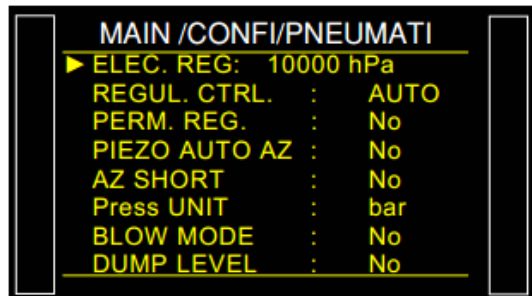 MAIN /CONFI/PNEUMATI
ELEC. REG: 10000 hPa
REGUL. CTRL. : AUTO
PERM. REG. : No
PIEZO AUTO AZ : No
AZ SHORT : No
Press UNIT : bar
BLOW MODE : No
DUMP LEVEL : No